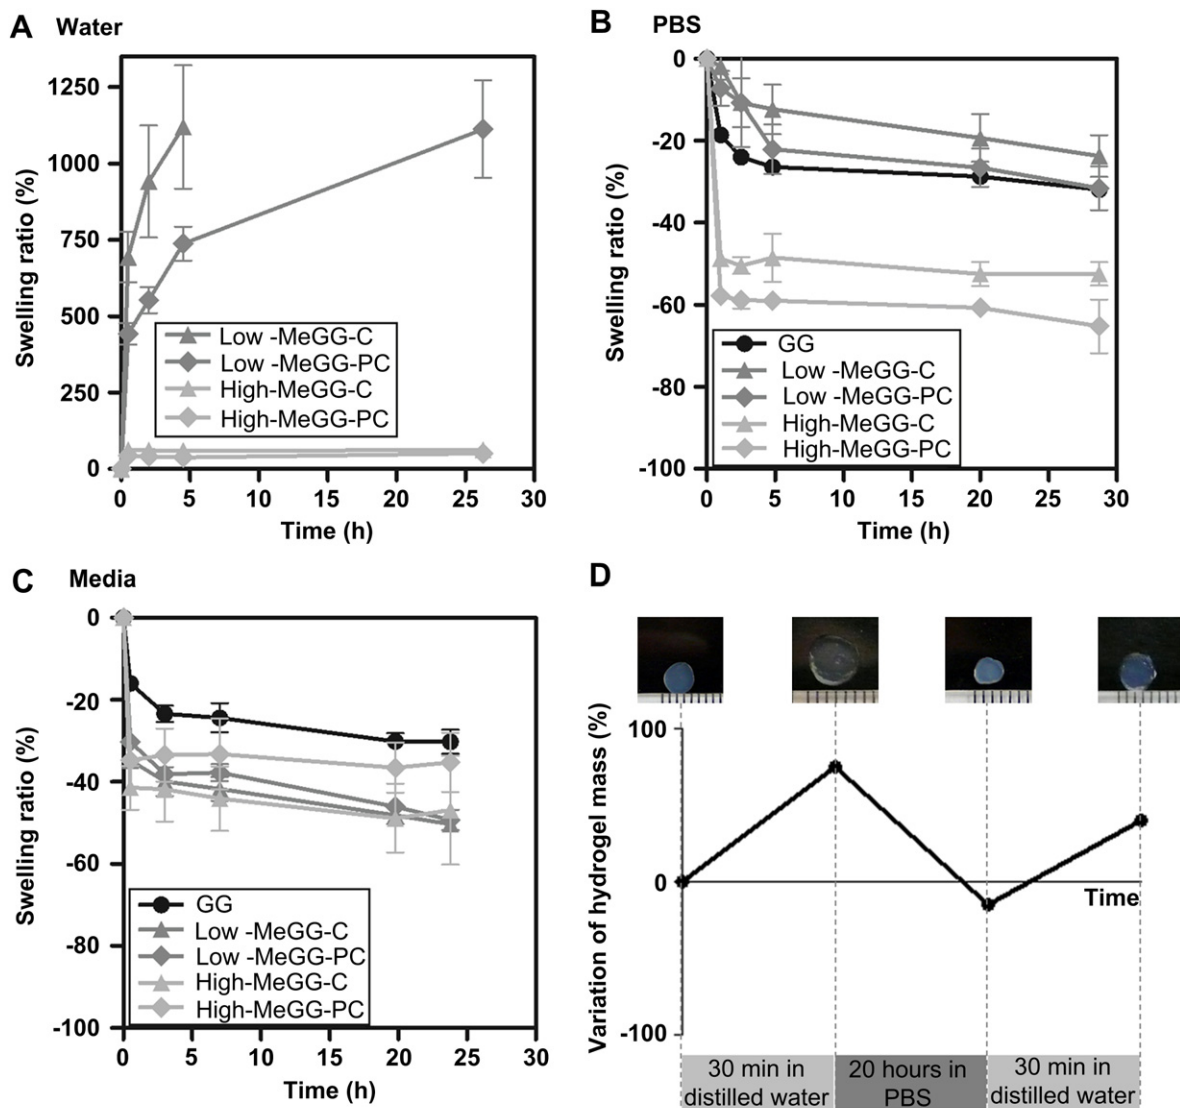 A Water
Swelling ratio (%)
1250
1000
750
500
250
0
Low -MeGG-C
Low -MeGG-PC
High-MeGG-C
High-MeGG-PC
0 5 10 15 20 25 30
Time (h)
B PBS
Swelling ratio (%)
-0
-20
-40
-60
-80
-100
GG
Low -MeGG-C
Low -MeGG-PC
High-MeGG-C
High-MeGG-PC
0 5 10 15 20 25 30
Time (h)
C Media
Swelling ratio (%)
0
-20
-40
-60
-80
-100
GG
Low -MeGG-C
Low -MeGG-PC
High-MeGG-C
High-MeGG-PC
0 5 10 15 20 25 30
Time (h)
D
Variation of hydrogel mass (%)
100
0
-100
Time
30 min in
distilled water
20 hours in
PBS
30 min in
distilled water